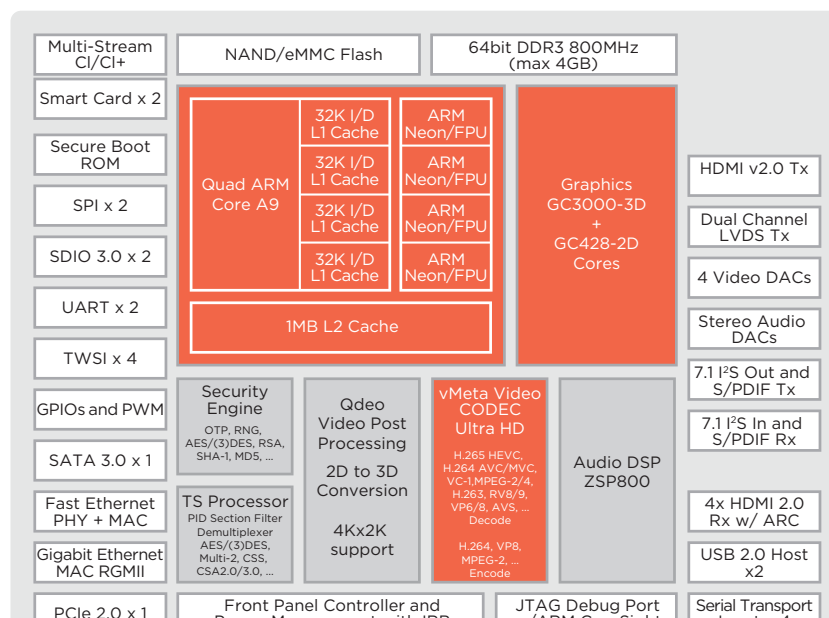 Multi-Stream
CI/CI+
NAND/eMMC Flash
64bit DDR3 800MHz
(max 4GB)
Smart Card x 2
Secure Boot
ROM
SPI x 2
SDIO 3.0 x 2
UART x 2
TWSI x 4
GPIOs and PWM
SATA 3.0 x 1
Fast Ethernet
PHY + MAC
Gigabit Ethernet
MAC RGMII
PCIe 2.0 x 1
Quad ARM
Core A9
32K I/D
L1 Cache
ARM
Neon/FPU
32K I/D
L1 Cache
ARM
Neon/FPU
32K I/D
L1 Cache
ARM
Neon/FPU
32K I/D
L1 Cache
ARM
Neon/FPU
1MB L2 Cache
Graphics
GC3000-3D
+
GC428-2D
Cores
Security
Engine
OTP, RNG,
AES/(3)DES, RSA,
SHA-1, MD5, ...
TS Processor
PID Section Filter
Demultiplexer
AES/(3)DES,
Multi-2, CSS,
CSA2.0/3.0, ...
Qdeo
Video Post
Processing
2D to 3D
Conversion
4Kx2K
support
vMeta Video
CODEC
Ultra HD
H.265 HEVC,
H.264 AVC/MVC,
VC-1,MPEG-2/4,
H.263, RV8/9,
VP6/8, AVS, ...
Decode
H.264, VP8,
MPEG-2, ...
Encode
Audio DSP
ZSP800
HDMI v2.0 Tx
Dual Channel
LVDS Tx
4 Video DACs
Stereo Audio
DACs
7.1 I²S Out and
S/PDIF Tx
7.1 I²S In and
S/PDIF Rx
4x HDMI 2.0
Rx w/ ARC
USB 2.0 Host
x2
Front Panel Controller and
JTAG Debug Port
Serial Transport